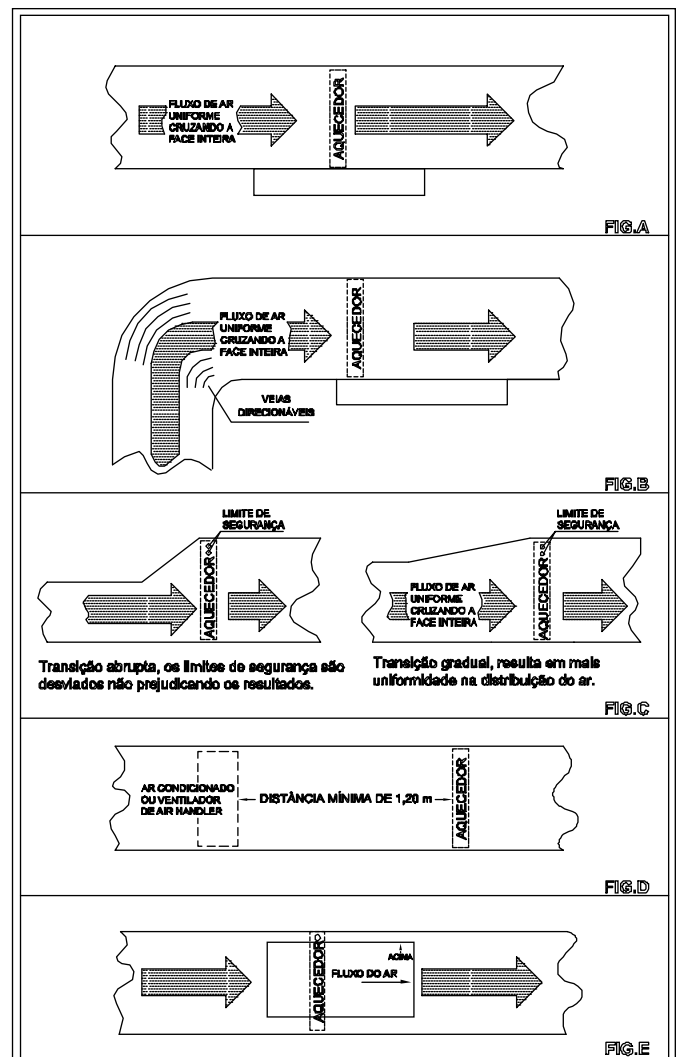 FLUXO DE AR
UNIFORME
CRUZANDO A
FACE INTEIRA
AQUECEDOR
FIG.A
FLUXO DE AR
UNIFORME
CRUZANDO A
FACE INTEIRA
AQUECEDOR
VEIAS
DIRECIONÁVEIS
FIG.B
LIMITE DE
SEGURANÇA
AQUECEDOR
Transição abrupta, os limites de segurança são
desviados não prejudicando os resultados.
LIMITE DE
SEGURANÇA
FLUXO DE AR
UNIFORME
CRUZANDO A
FACE INTEIRA
AQUECEDOR
Transição gradual, resulta em mais
uniformidade na distribuição do ar.
FIG.C
AR CONDICIONADO
OU VENTILADOR
DE AIR HANDLER
DISTÂNCIA MÍNIMA DE 1,20 m
AQUECEDOR
FIG.D
AQUECEDOR
ACIMA
FLUXO DO AR
FIG.E